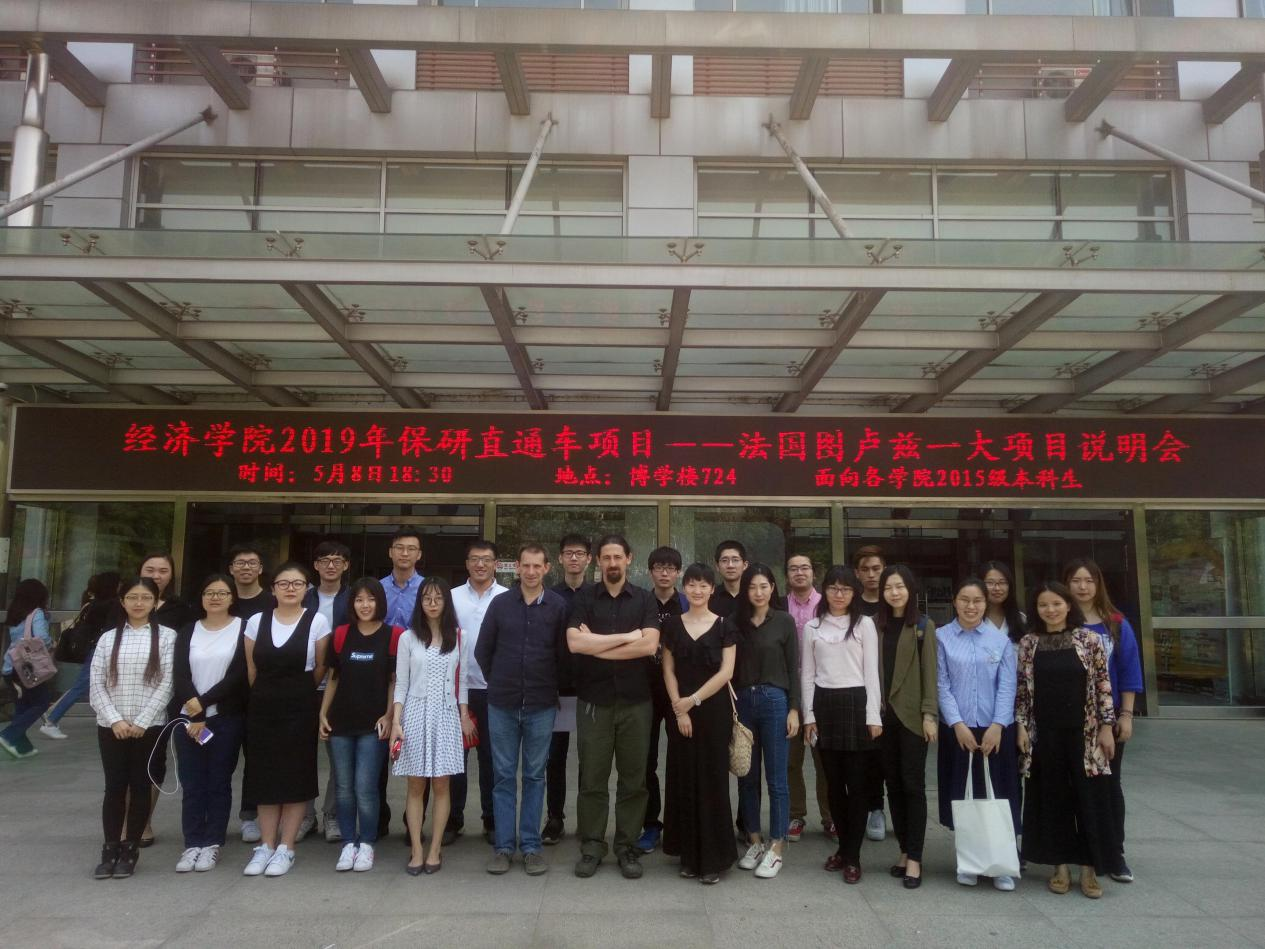 经济学院2019年保研直通车项目——法国图卢兹一大项目说明会
时间：5月8日18:30 地点：博学楼724 面向各学院2015级本科生
Supreme